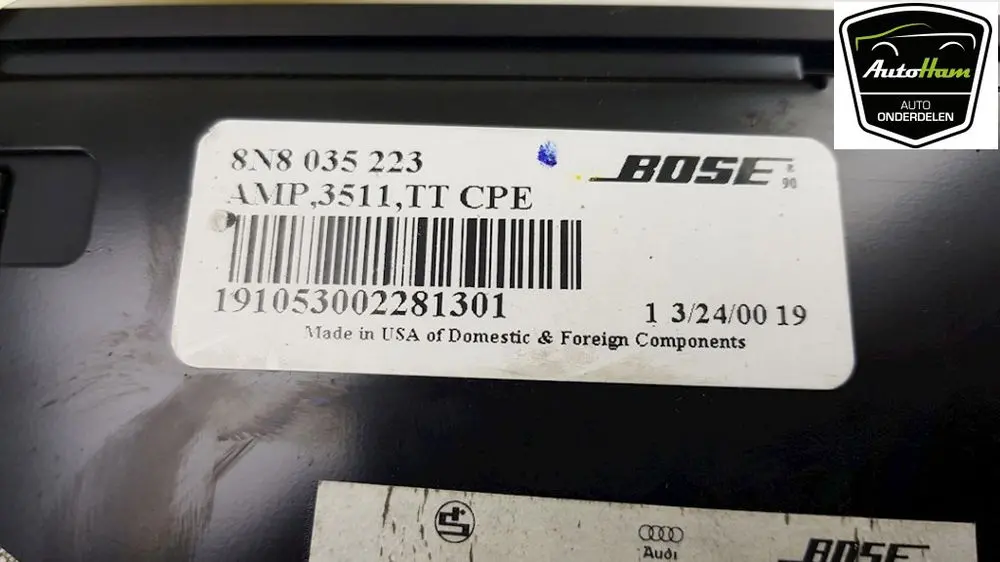 AutoHam
AUTO
ONDERDELEN
8N8 035 223
BOSE
AMP,3511,TT CPE
191053002281301
1 3/24/00 19
Made in USA of Domestic & Foreign Components
Audi
BOSE